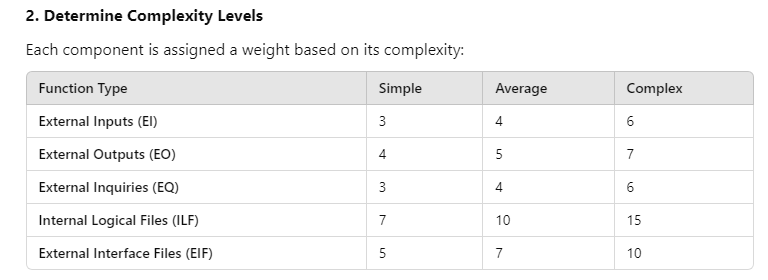 2. Determine Complexity Levels
Each component is assigned a weight based on its complexity:
Function Type Simple Average Complex
External Inputs (EI) 3 4 6
External Outputs (EO) 4 5 7
External Inquiries (EQ) 3 4 6
Internal Logical Files (ILF) 7 10 15
External Interface Files (EIF) 5 7 10